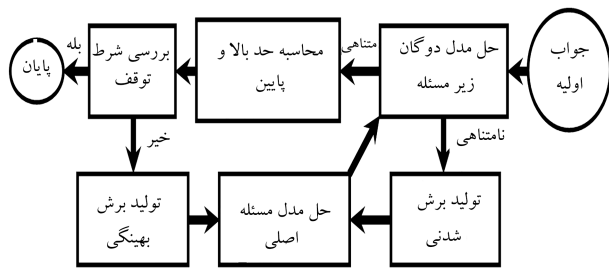 جواب
اولیه
حل مدل دوگان
زیر مسئله
متناهی
محاسبه حد بالا و
پایین
بررسی شرط
توقف
بله
پایان
خیر
نامتناهی
تولید برش
بهینگی
حل مدل مسئله
اصلی
تولید برش
شدنی